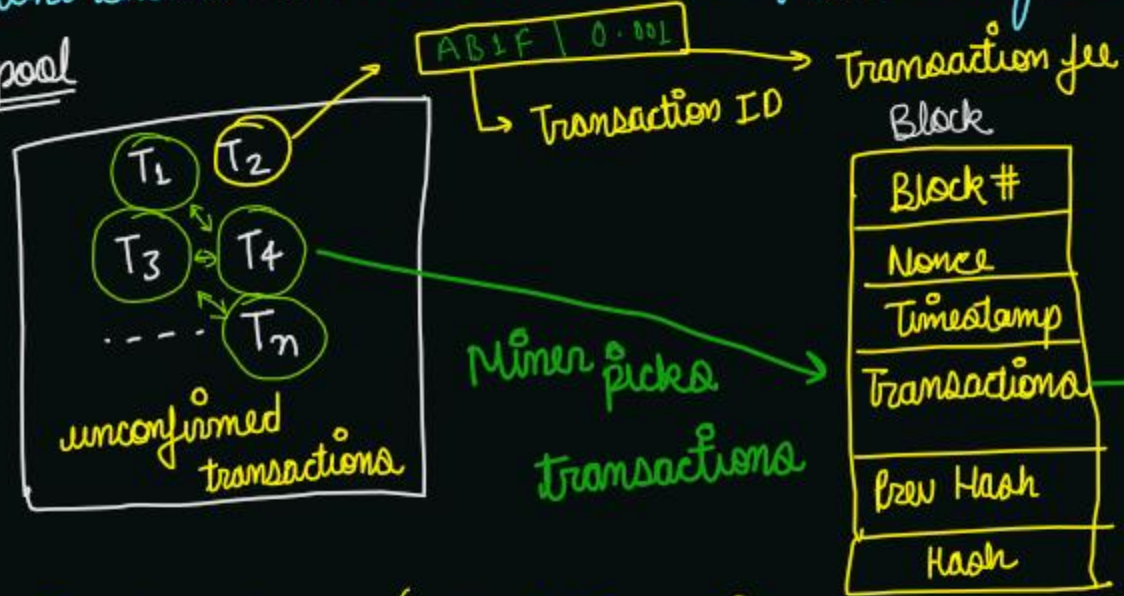 pool
AB1F | 0.001
Transaction ID
Transaction fee
T1
T2
T3
T4
Tn
unconfirmed
transactions
Miner picks
transactions
Block
Block #
Nonce
Timestamp
Transactions
Prev Hash
Hash